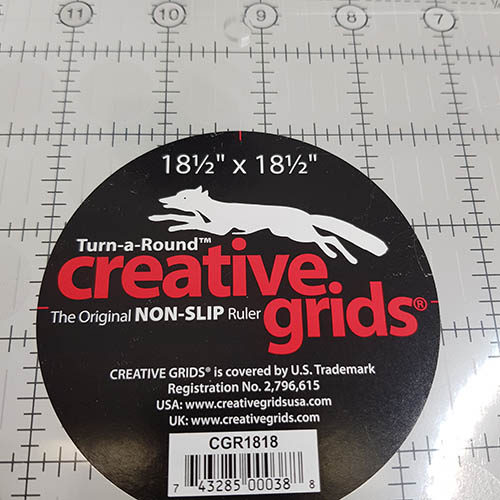 11 10 9 8 7
18½" x 18½"
Turn-a-Round™
creative
grids®
The Original NON-SLIP Ruler
CREATIVE GRIDS® is covered by U.S. Trademark
Registration No. 2,796,615
USA: www.creativegridsusa.com
UK: www.creativegrids.com
CGR1818
7 43285 00038 8